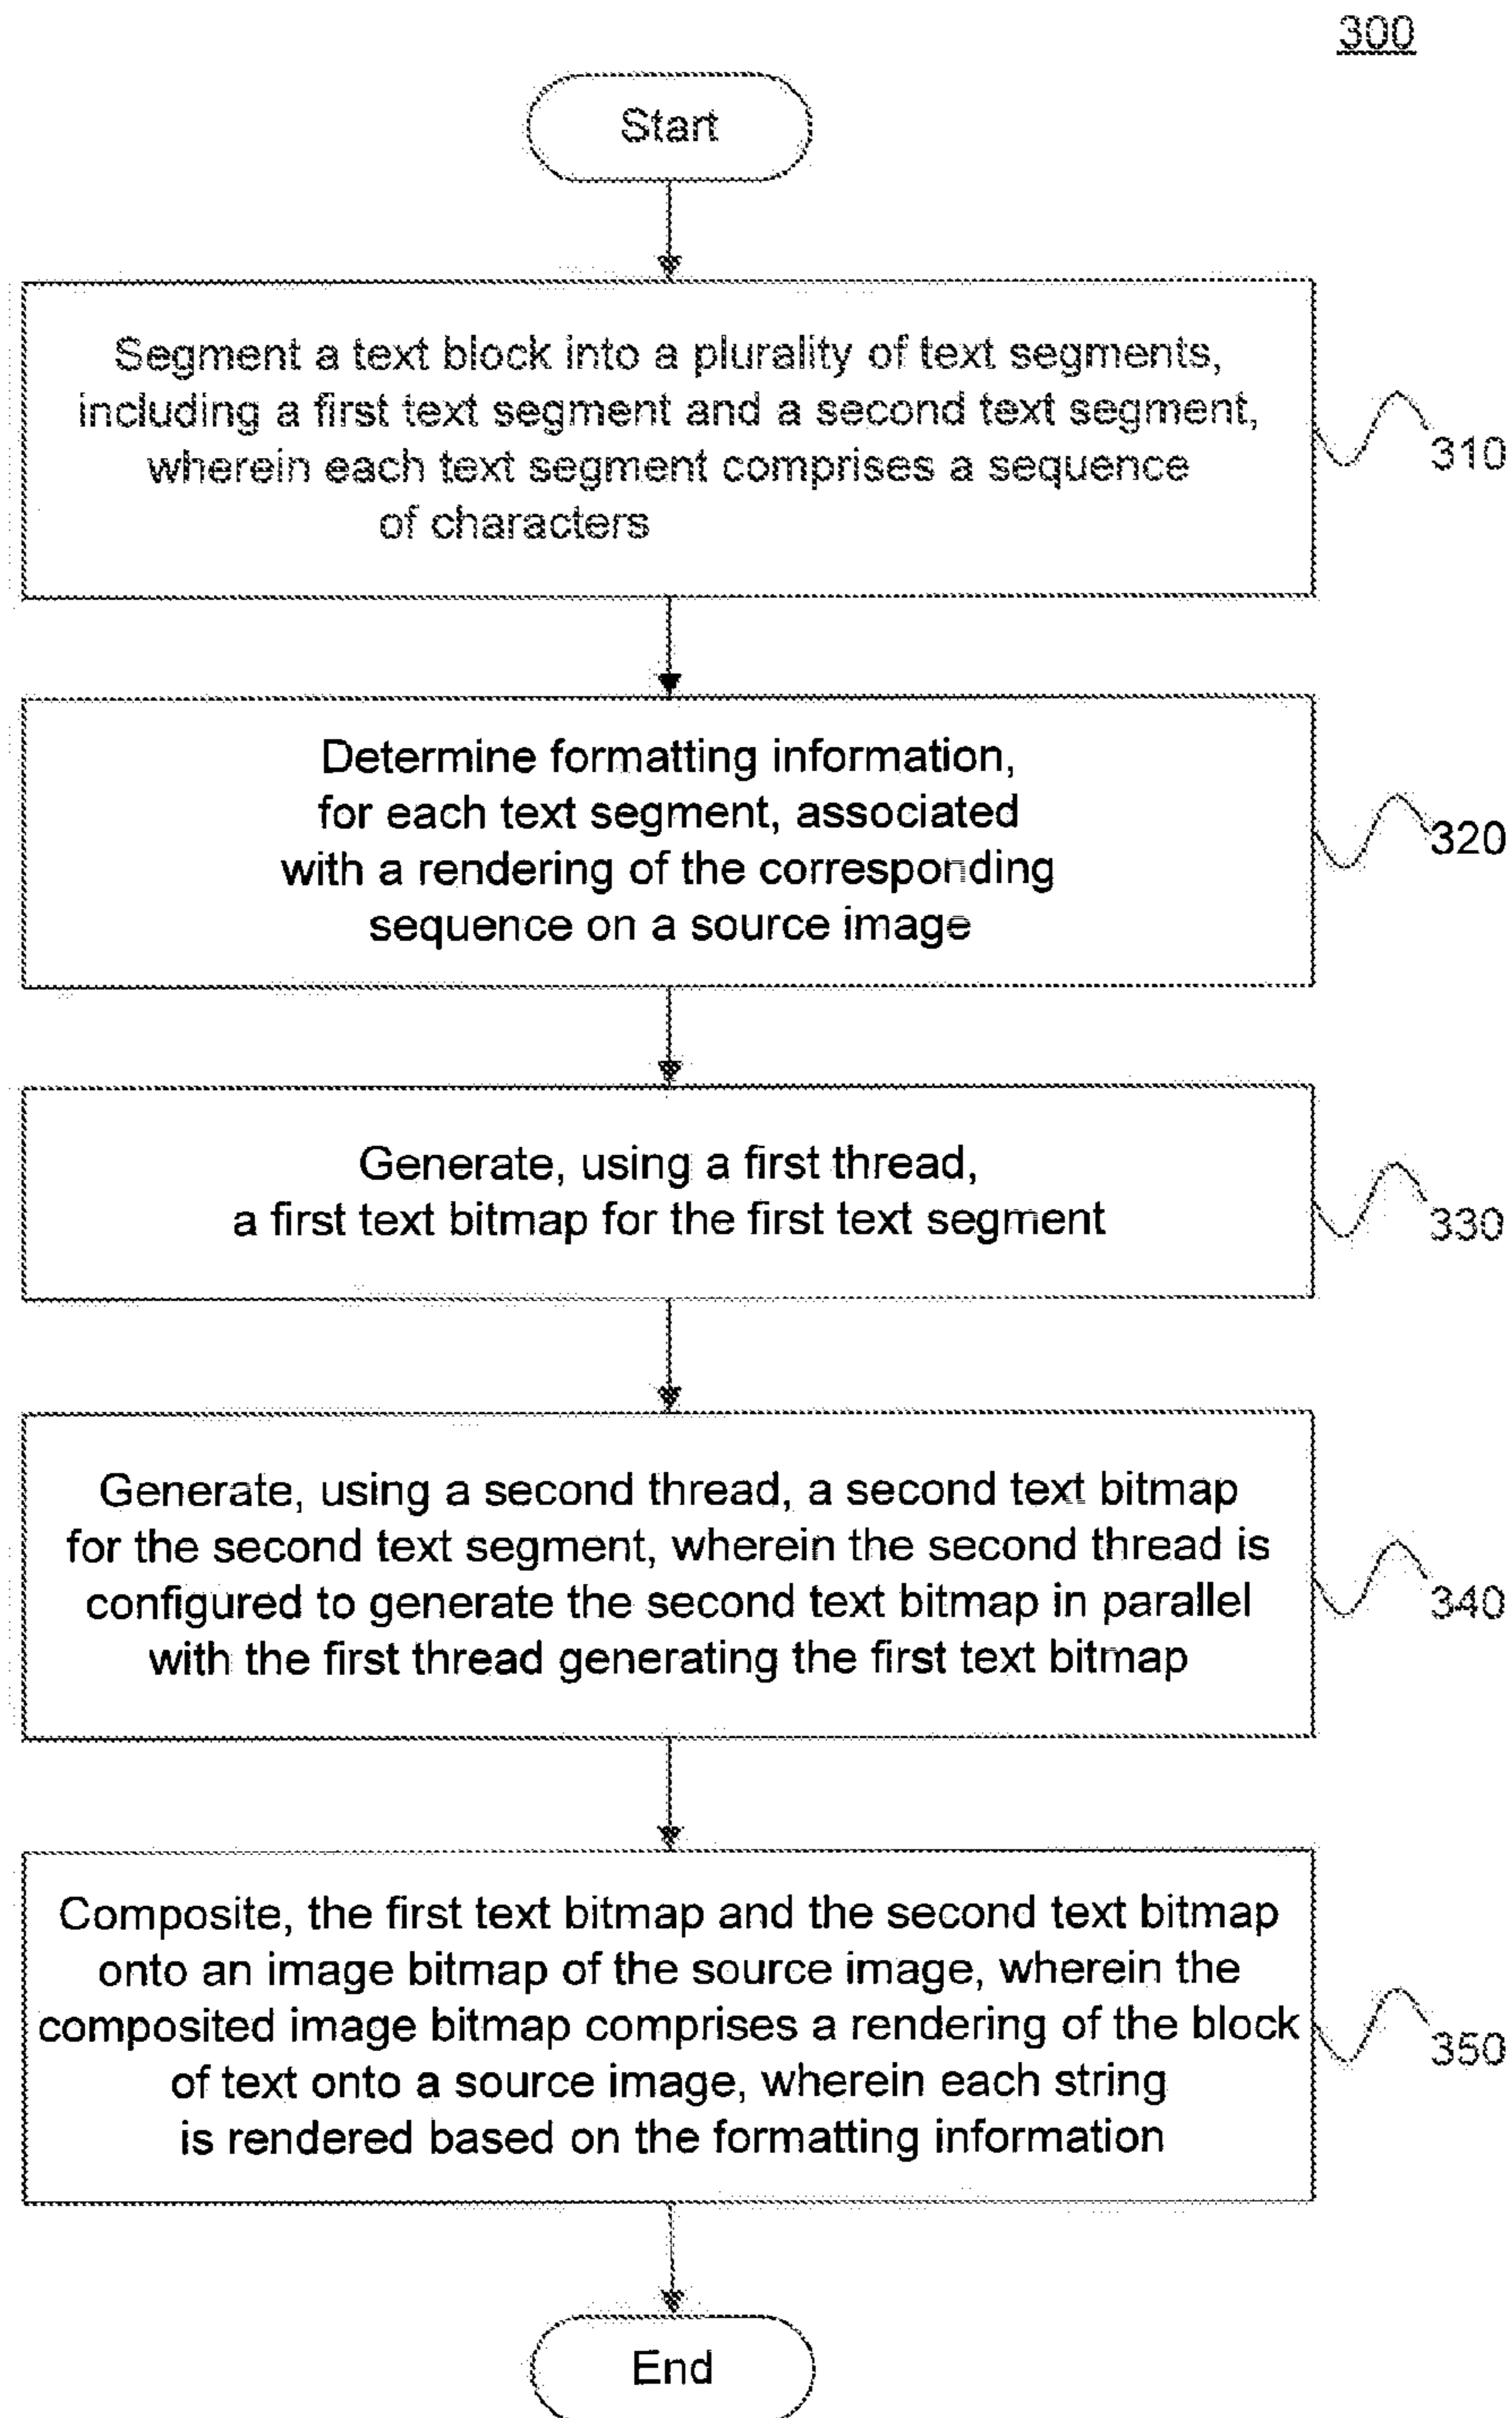 300
Start
Segment a text block into a plurality of text segments,
including a first text segment and a second text segment,
wherein each text segment comprises a sequence
of characters
310
Determine formatting information,
for each text segment, associated
with a rendering of the corresponding
sequence on a source image
320
Generate, using a first thread,
a first text bitmap for the first text segment
330
Generate, using a second thread, a second text bitmap
for the second text segment, wherein the second thread is
configured to generate the second text bitmap in parallel
with the first thread generating the first text bitmap
340
Composite, the first text bitmap and the second text bitmap
onto an image bitmap of the source image, wherein the
composited image bitmap comprises a rendering of the block
of text onto a source image, wherein each string
is rendered based on the formatting information
350
End